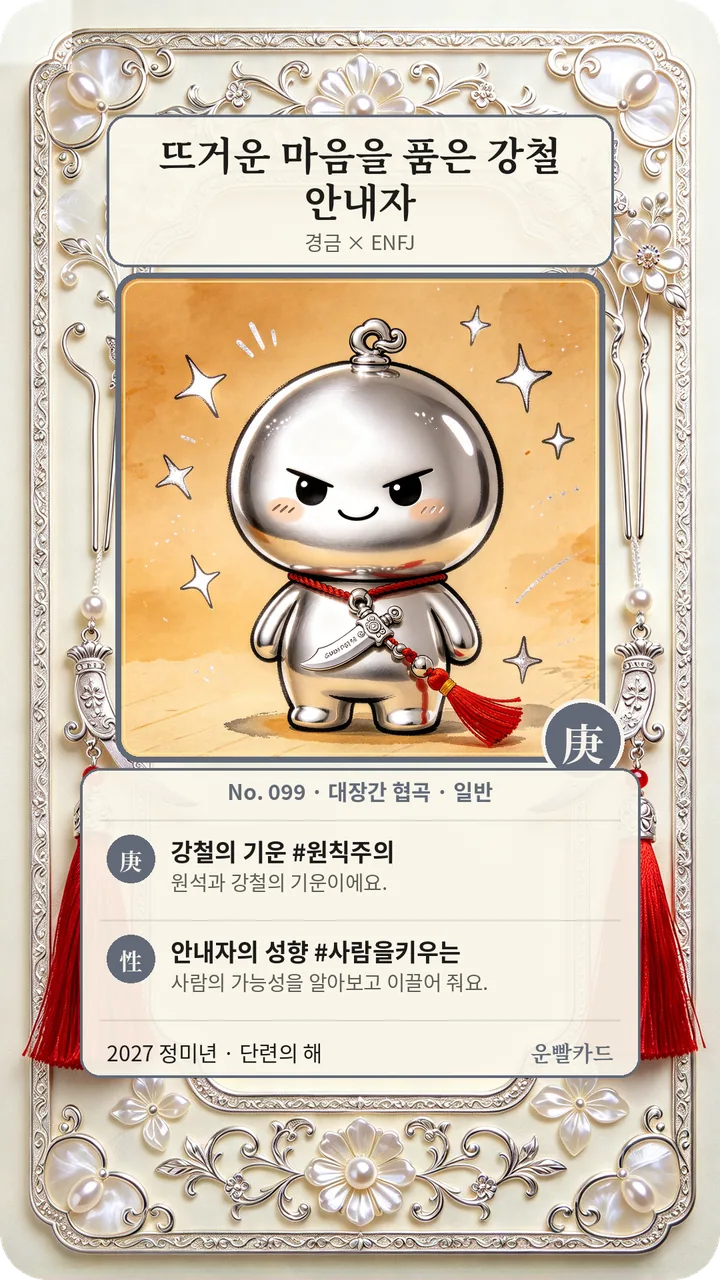 뜨거운 마음을 품은 강철
안내자
경금 × ENFJ
庚
No. 099 · 대장간 협곡 · 일반
庚
강철의 기운 #원칙주의
원석과 강철의 기운이에요.
性
안내자의 성향 #사람을키우는
사람의 가능성을 알아보고 이끌어 줘요.
2027 정미년 · 단련의 해
운빨카드